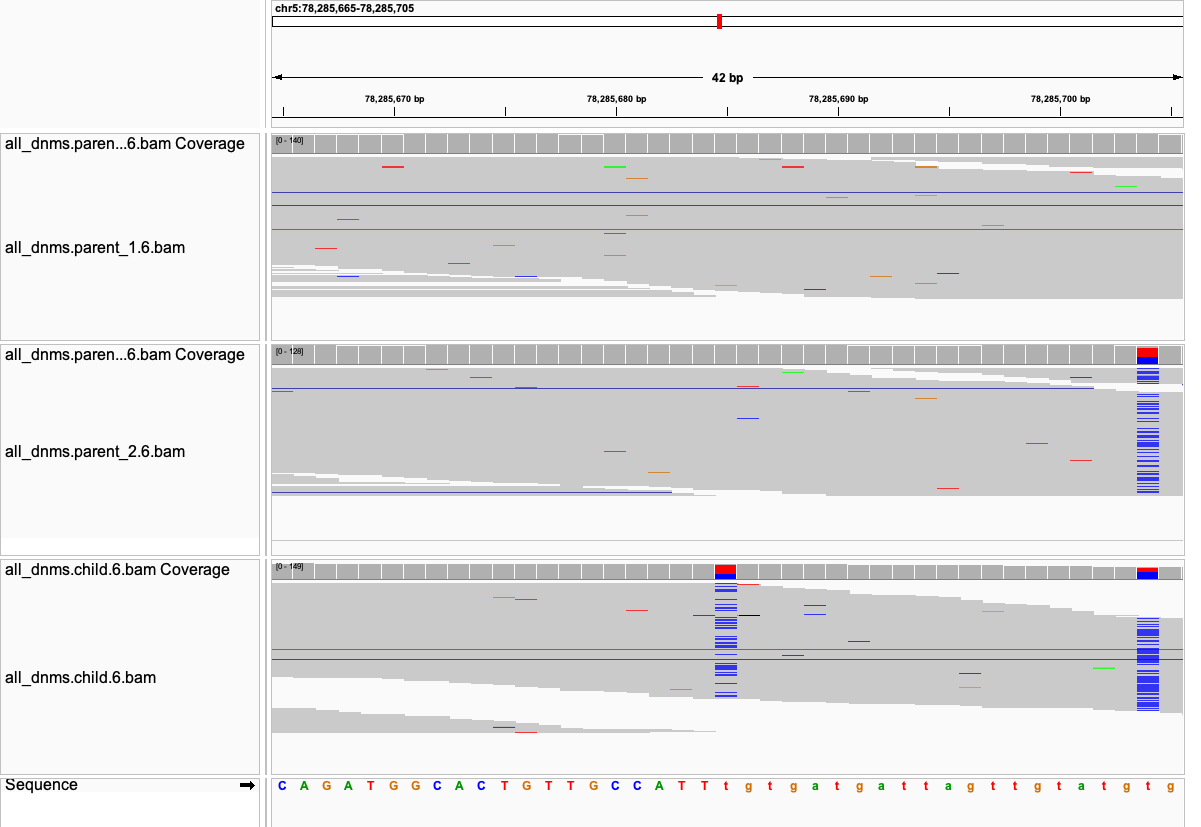 chr5:78,285,665-78,285,705
42 bp
78,285,670 bp 78,285,680 bp 78,285,690 bp 78,285,700 bp
all_dnms.paren...6.bam Coverage [0 - 140]
all_dnms.parent_1.6.bam
all_dnms.paren...6.bam Coverage [0 - 128]
all_dnms.parent_2.6.bam
all_dnms.child.6.bam Coverage [0 - 149]
all_dnms.child.6.bam
Sequence C A G A T G G C A C T G T T G C C A T T t g t g a t g a t t a g t t g t a t g t g